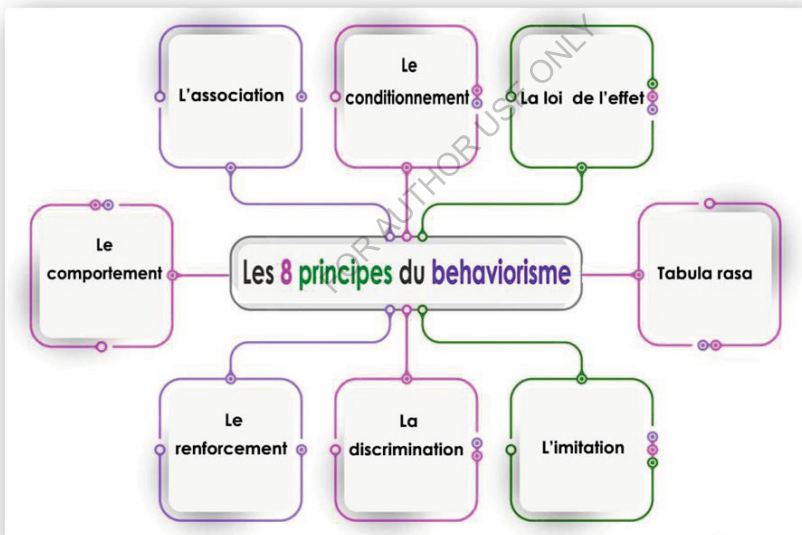 L'association
Le
conditionnement
La loi de l'effet
Le
comportement
Les 8 principes du behaviorisme
Tabula rasa
Le
renforcement
La
discrimination
L'imitation
FOR AUTHOR USE ONLY